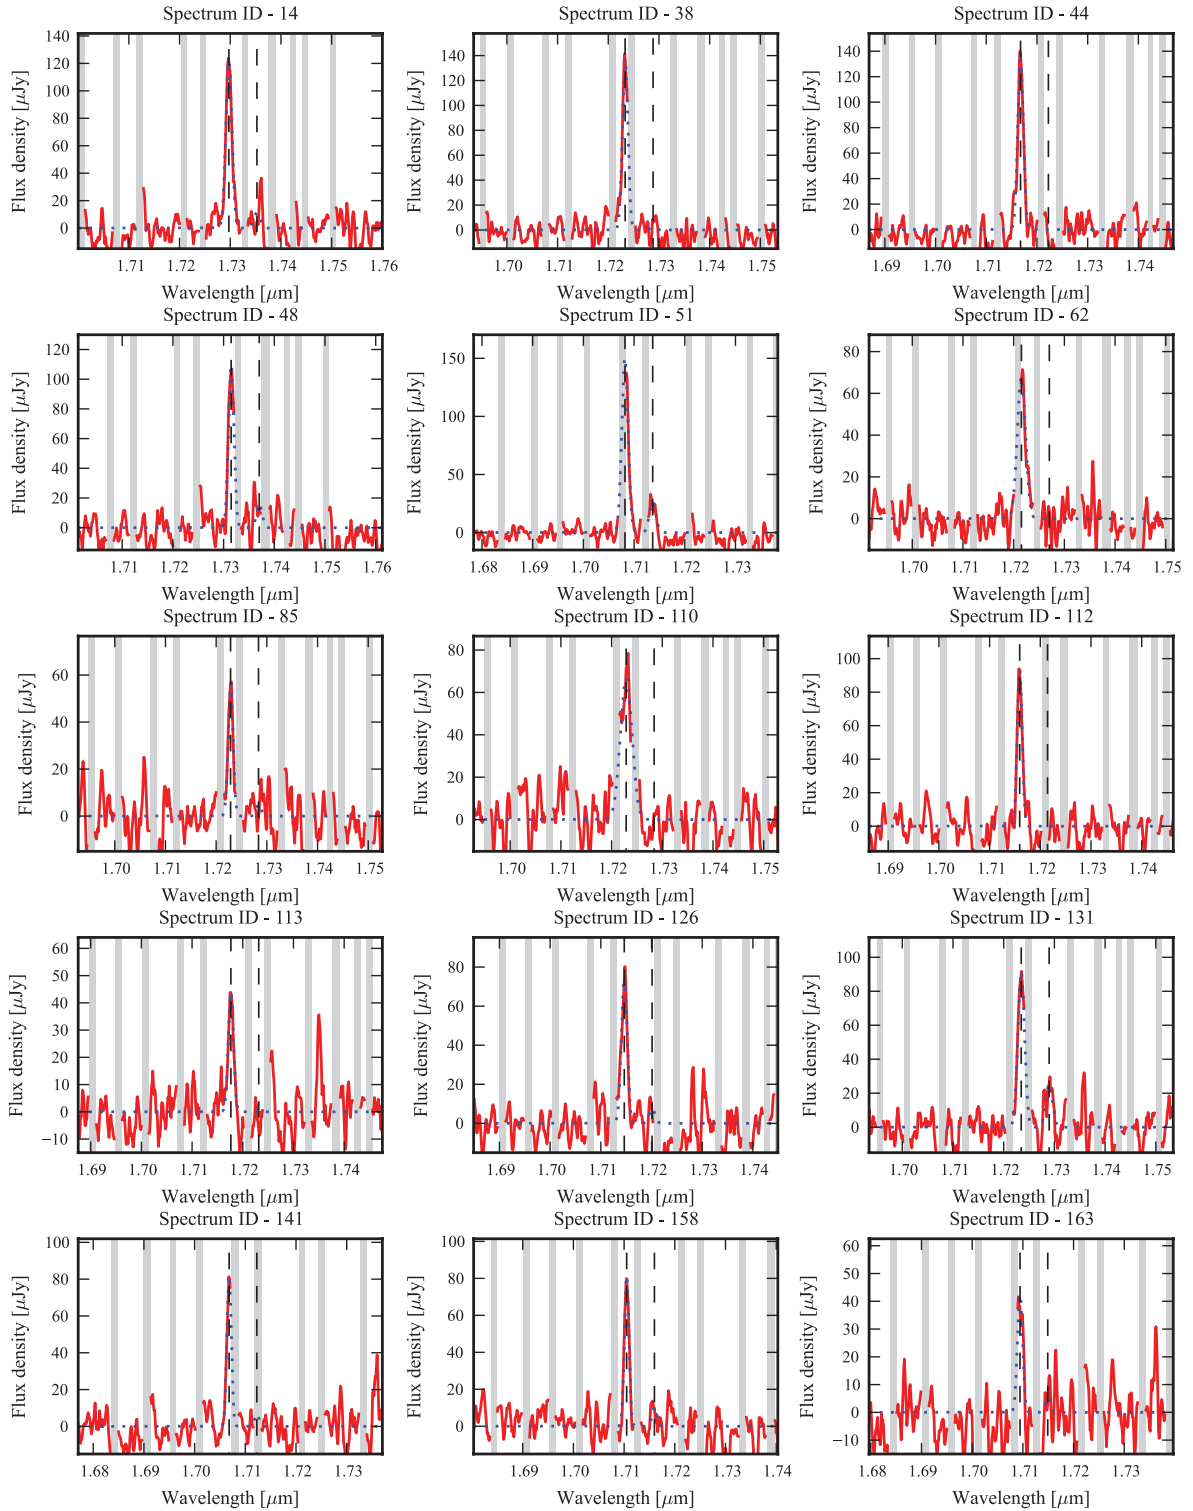 Spectrum ID - 14 Spectrum ID - 38 Spectrum ID - 44
Flux density [μJy] Flux density [μJy] Flux density [μJy]
140 120 100 80 60 40 20 0
140 120 100 80 60 40 20 0
140 120 100 80 60 40 20 0
1.71 1.72 1.73 1.74 1.75 1.76 1.70 1.71 1.72 1.73 1.74 1.75 1.69 1.70 1.71 1.72 1.73 1.74
Wavelength [μm] Wavelength [μm] Wavelength [μm]
Spectrum ID - 48 Spectrum ID - 51 Spectrum ID - 62
Flux density [μJy] Flux density [μJy] Flux density [μJy]
120 100 80 60 40 20 0
150 100 50 0
80 60 40 20 0
1.71 1.72 1.73 1.74 1.75 1.76 1.68 1.69 1.70 1.71 1.72 1.73 1.70 1.71 1.72 1.73 1.74 1.75
Wavelength [μm] Wavelength [μm] Wavelength [μm]
Spectrum ID - 85 Spectrum ID - 110 Spectrum ID - 112
Flux density [μJy] Flux density [μJy] Flux density [μJy]
60 40 20 0
80 60 40 20 0
100 80 60 40 20 0
1.70 1.71 1.72 1.73 1.74 1.75 1.70 1.71 1.72 1.73 1.74 1.75 1.69 1.70 1.71 1.72 1.73 1.74
Wavelength [μm] Wavelength [μm] Wavelength [μm]
Spectrum ID - 113 Spectrum ID - 126 Spectrum ID - 131
Flux density [μJy] Flux density [μJy] Flux density [μJy]
60 50 40 30 20 10 0 −10
80 60 40 20 0
100 80 60 40 20 0
1.69 1.70 1.71 1.72 1.73 1.74 1.69 1.70 1.71 1.72 1.73 1.74 1.70 1.71 1.72 1.73 1.74 1.75
Wavelength [μm] Wavelength [μm] Wavelength [μm]
Spectrum ID - 141 Spectrum ID - 158 Spectrum ID - 163
Flux density [μJy] Flux density [μJy] Flux density [μJy]
100 80 60 40 20 0
100 80 60 40 20 0
60 50 40 30 20 10 0 −10
1.68 1.69 1.70 1.71 1.72 1.73 1.69 1.70 1.71 1.72 1.73 1.74 1.68 1.69 1.70 1.71 1.72 1.73
Wavelength [μm] Wavelength [μm] Wavelength [μm]